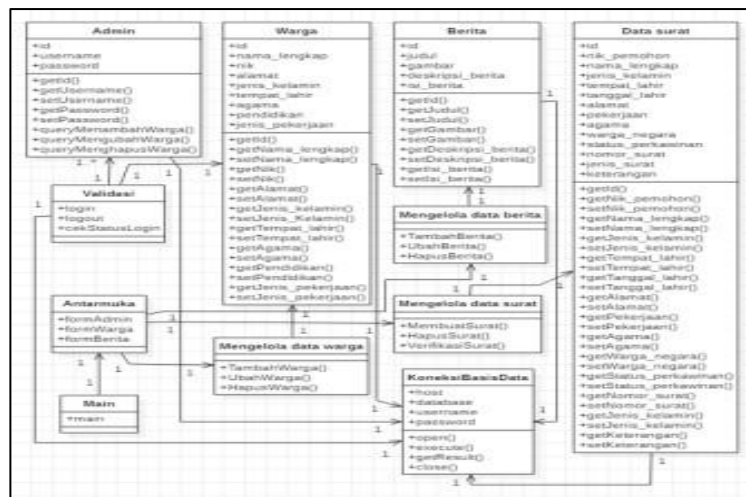 Admin
+id
+username
+password
+getId()
+getUsername()
+setUsername()
+getPassword()
+setPassword()
+queryMenambahWarga()
+queryMengubahWarga()
+queryMenghapusWarga()
Validasi
+login
+logout
+cekStatusLogin
Antarmuka
+formAdmin
+formWarga
+formBerita
Main
+main
Warga
+id
+nama_lengkap
+nik
+alamat
+jenis_kelamin
+tempat_lahir
+agama
+pendidikan
+jenis_pekerjaan
+getId()
+getNama_lengkap()
+setNama_lengkap()
+getNik()
+setNik()
+getAlamat()
+setAlamat()
+getJenis_kelamin()
+setJenis_Kelamin()
+getTempat_lahir()
+setTempat_lahir()
+getAgama()
+setAgama()
+getPendidikan()
+setPendidikan()
+getJenis_pekerjaan()
+setJenis_pekerjaan()
Mengelola data warga
+TambahWarga()
+UbahWarga()
+HapusWarga()
Berita
+id
+judul
+gambar
+deskripsi_berita
+isi_berita
+getId()
+getJudul()
+setJudul()
+getGambar()
+setGambar()
+getDeskripsi_berita()
+setDeskripsi_berita()
+getIsi_berita()
+setIsi_berita()
Mengelola data berita
+TambahBerita()
+UbahBerita()
+HapusBerita()
Mengelola data surat
+MembuatSurat()
+HapusSurat()
+VerifikasiSurat()
KoneksiBasisData
+host
+database
+username
+password
+open()
+execute()
+getResult()
+close()
Data surat
+id
+nik_pemohon
+nama_lengkap
+jenis_kelamin
+tempat_lahir
+tanggal_lahir
+alamat
+pekerjaan
+agama
+warga_negara
+status_perkawinan
+nomor_surat
+jenis_surat
+keterangan
+getId()
+getNik_pemohon()
+setNik_pemohon()
+getNama_lengkap()
+setNama_lengkap()
+getJenis_kelamin()
+setJenis_kelamin()
+getTempat_lahir()
+setTempat_lahir()
+getTanggal_lahir()
+setTanggal_lahir()
+getAlamat()
+setAlamat()
+getPekerjaan()
+setPekerjaan()
+getAgama()
+setAgama()
+getWarga_negara()
+setWarga_negara()
+getStatus_perkawinan()
+setStatus_perkawinan()
+getNomor_surat()
+setNomor_surat()
+getJenis_kelamin()
+setJenis_kelamin()
+getKeterangan()
+setKeterangan()